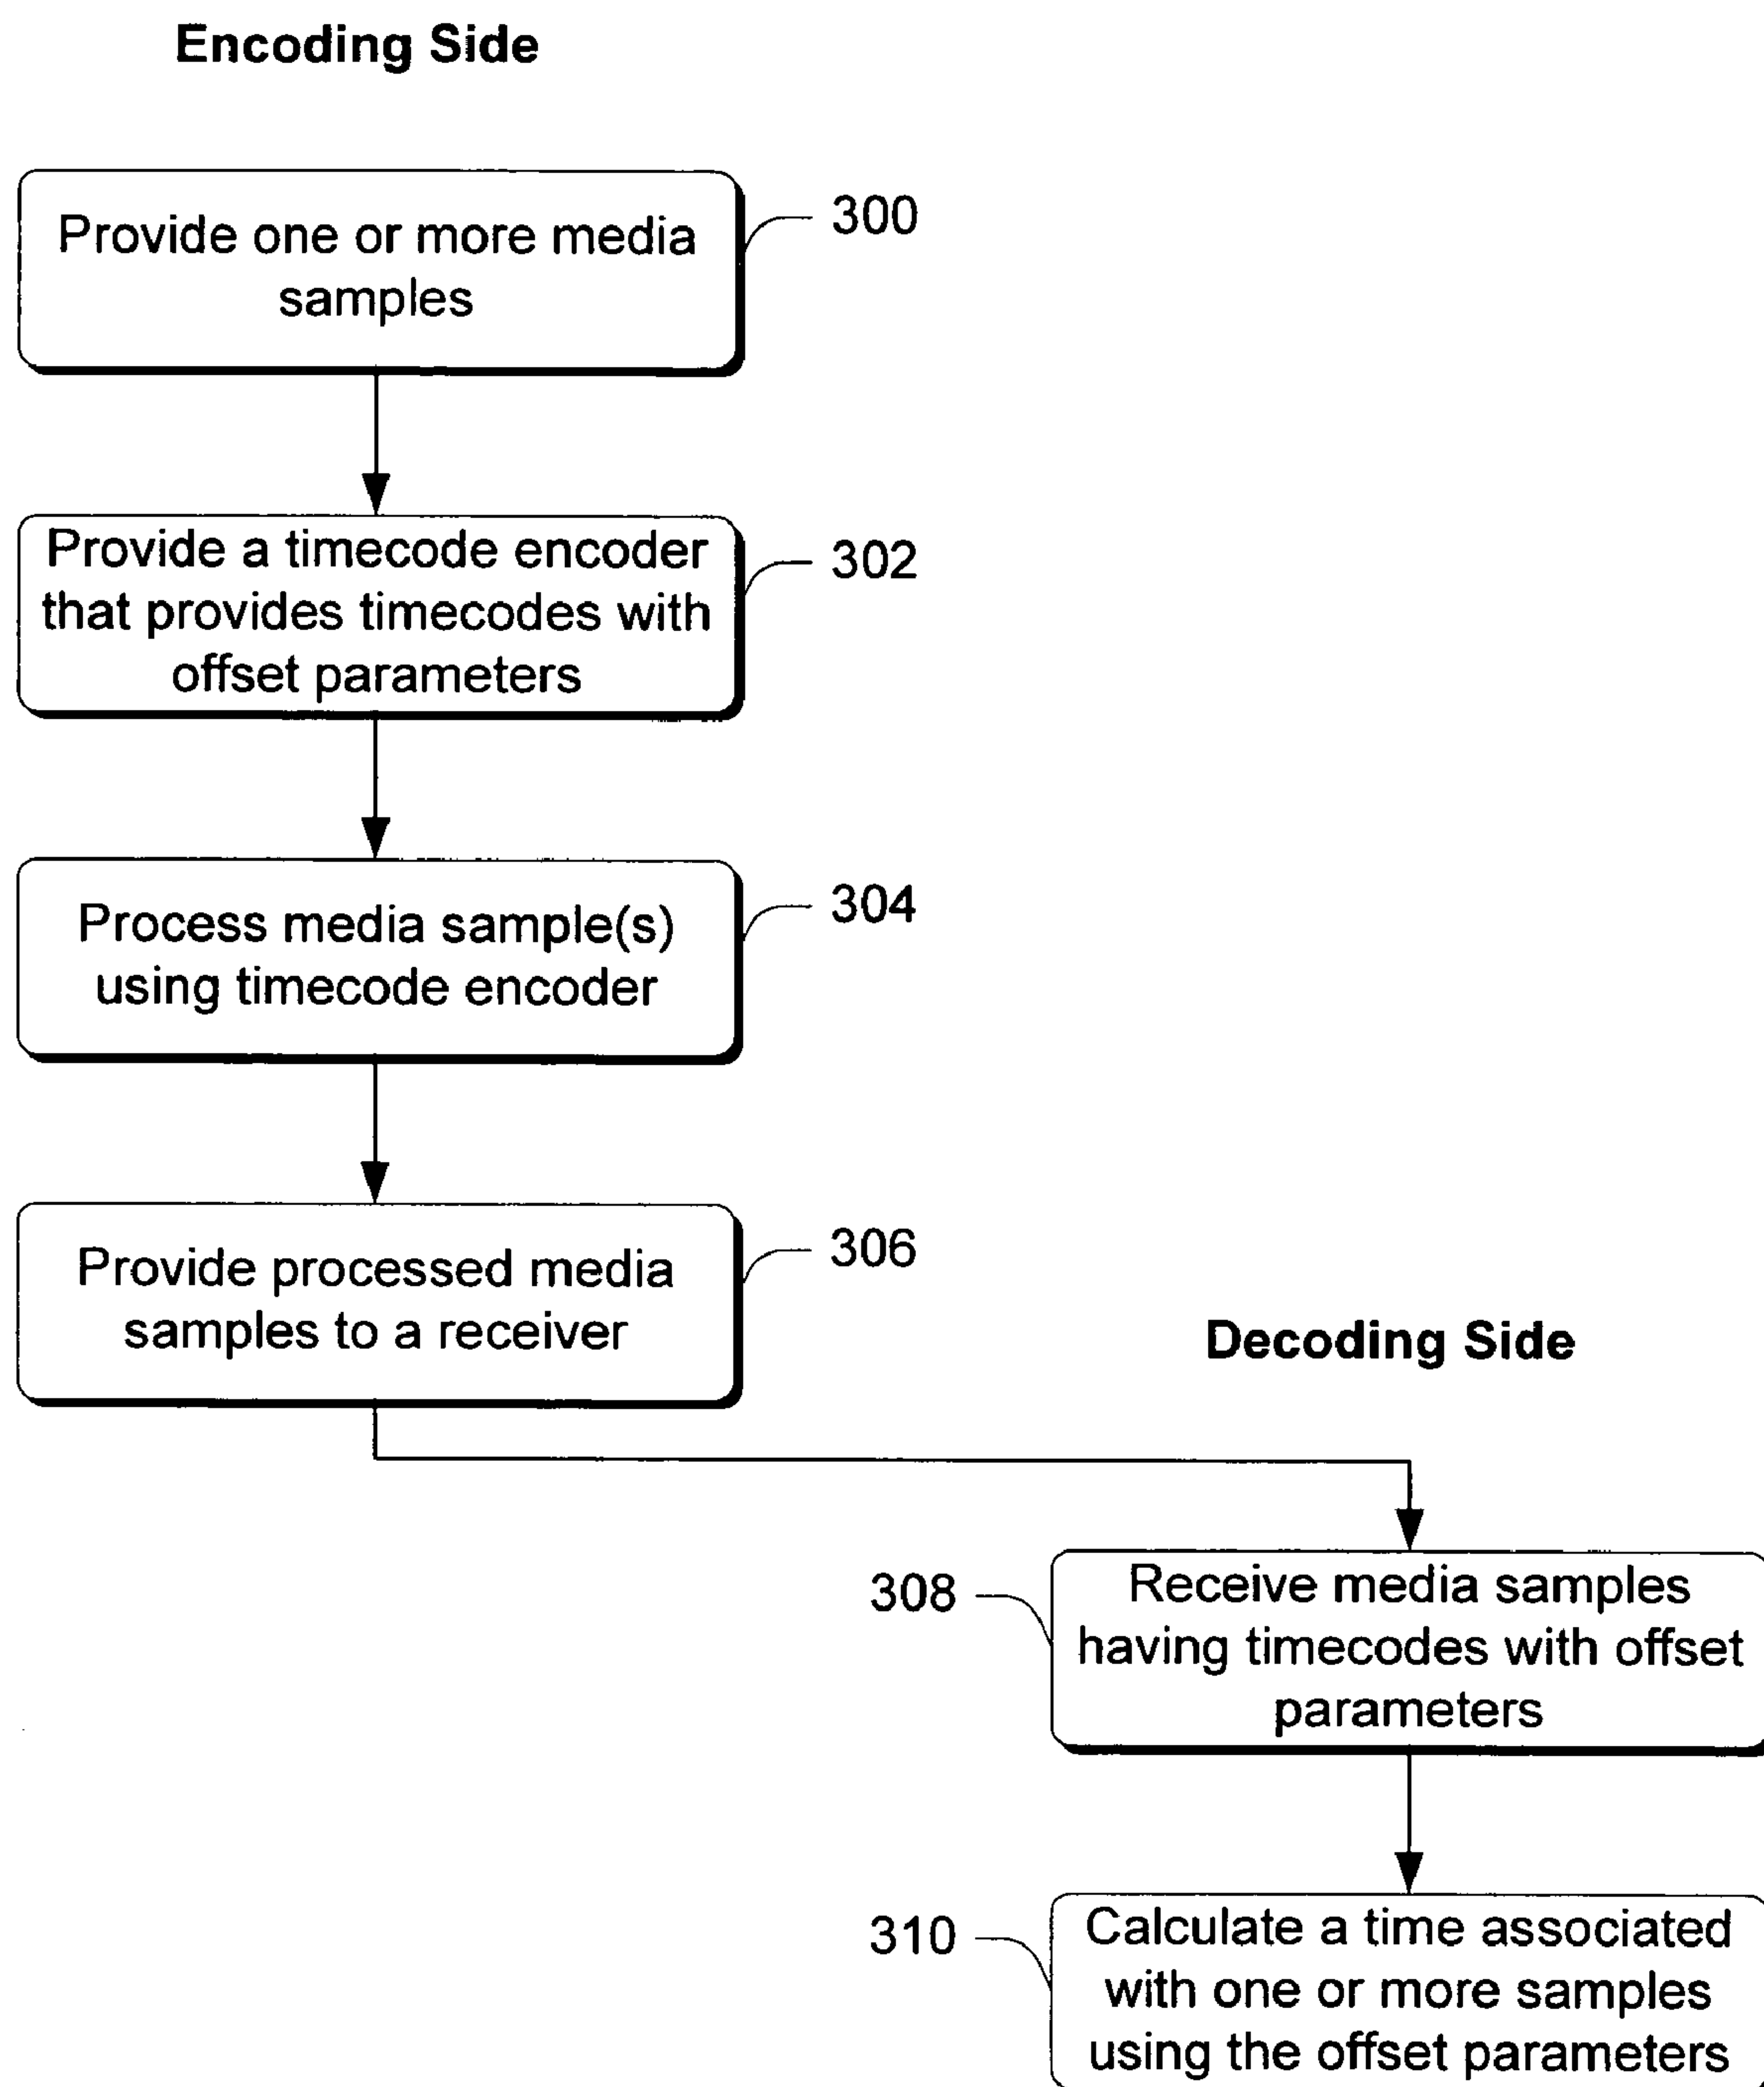 Encoding Side
Provide one or more media
samples
300
Provide a timecode encoder
that provides timecodes with
offset parameters
302
Process media sample(s)
using timecode encoder
304
Provide processed media
samples to a receiver
306
Decoding Side
308
Receive media samples
having timecodes with offset
parameters
310
Calculate a time associated
with one or more samples
using the offset parameters